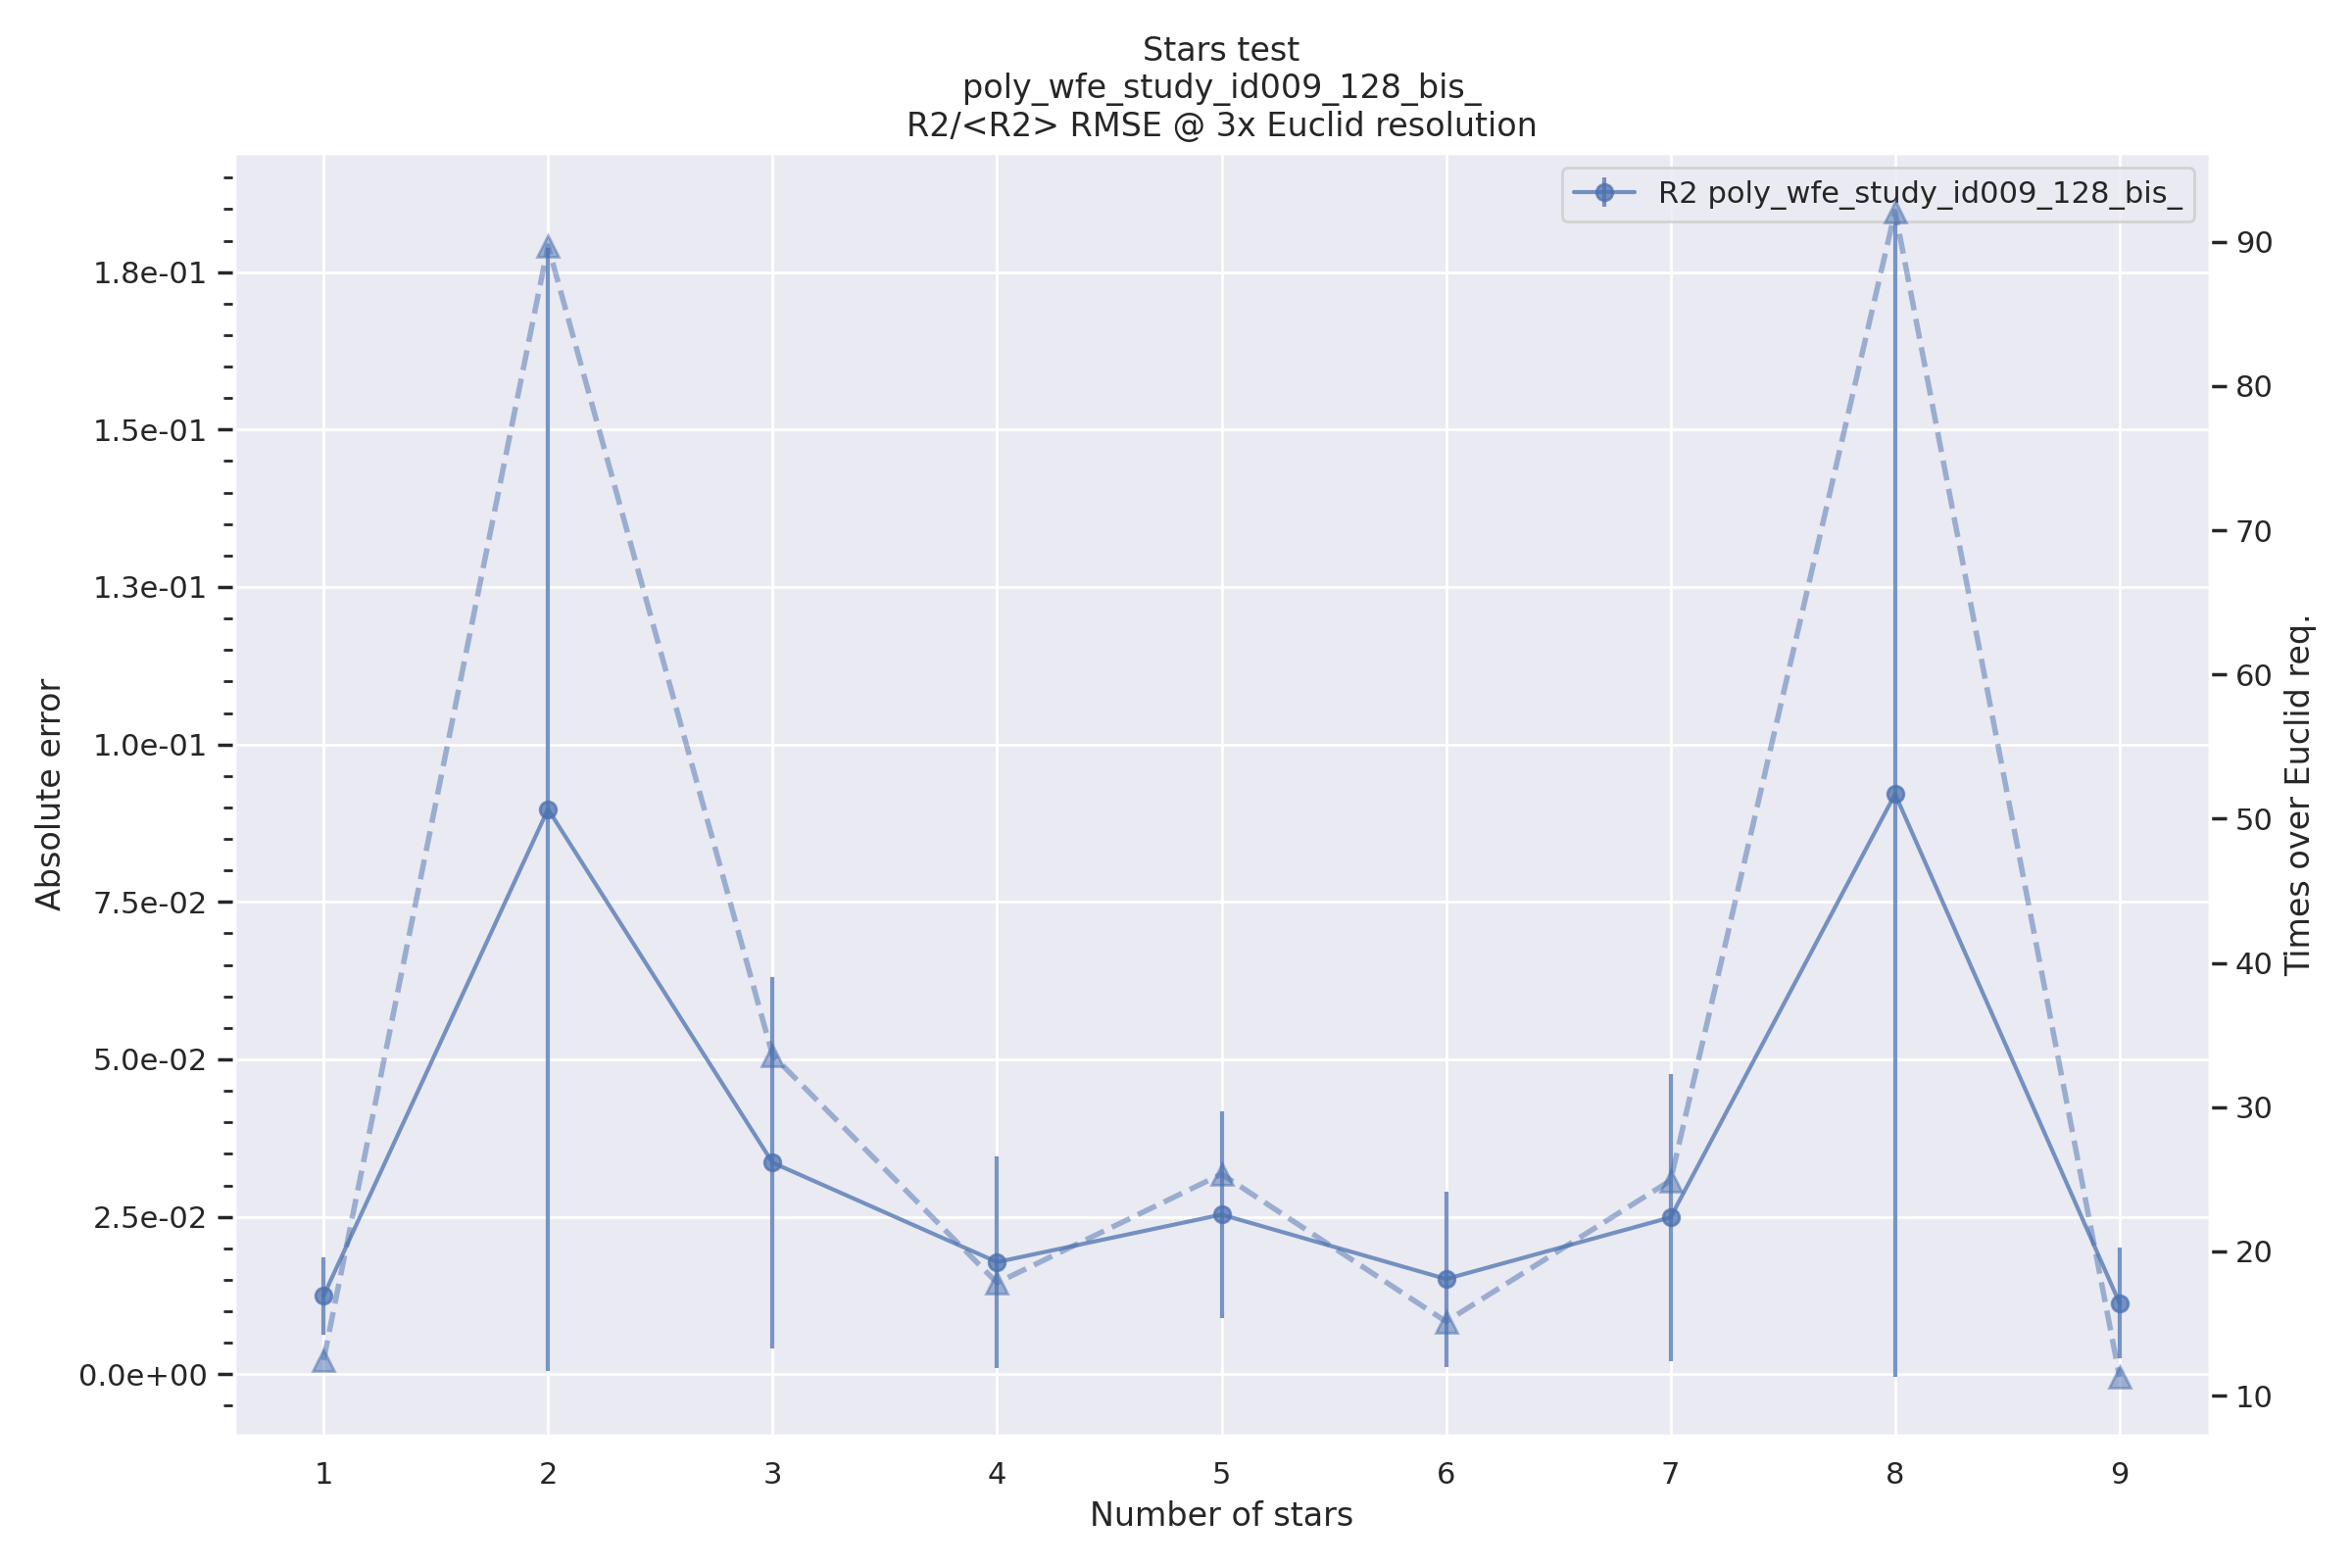 Stars test
poly_wfe_study_id009_128_bis_
R2/<R2> RMSE @ 3x Euclid resolution
R2 poly_wfe_study_id009_128_bis_
Absolute error
1.8e-01
1.5e-01
1.3e-01
1.0e-01
7.5e-02
5.0e-02
2.5e-02
0.0e+00
90
80
70
60
50
40
30
20
10
Times over Euclid req.
1 2 3 4 5 6 7 8 9
Number of stars